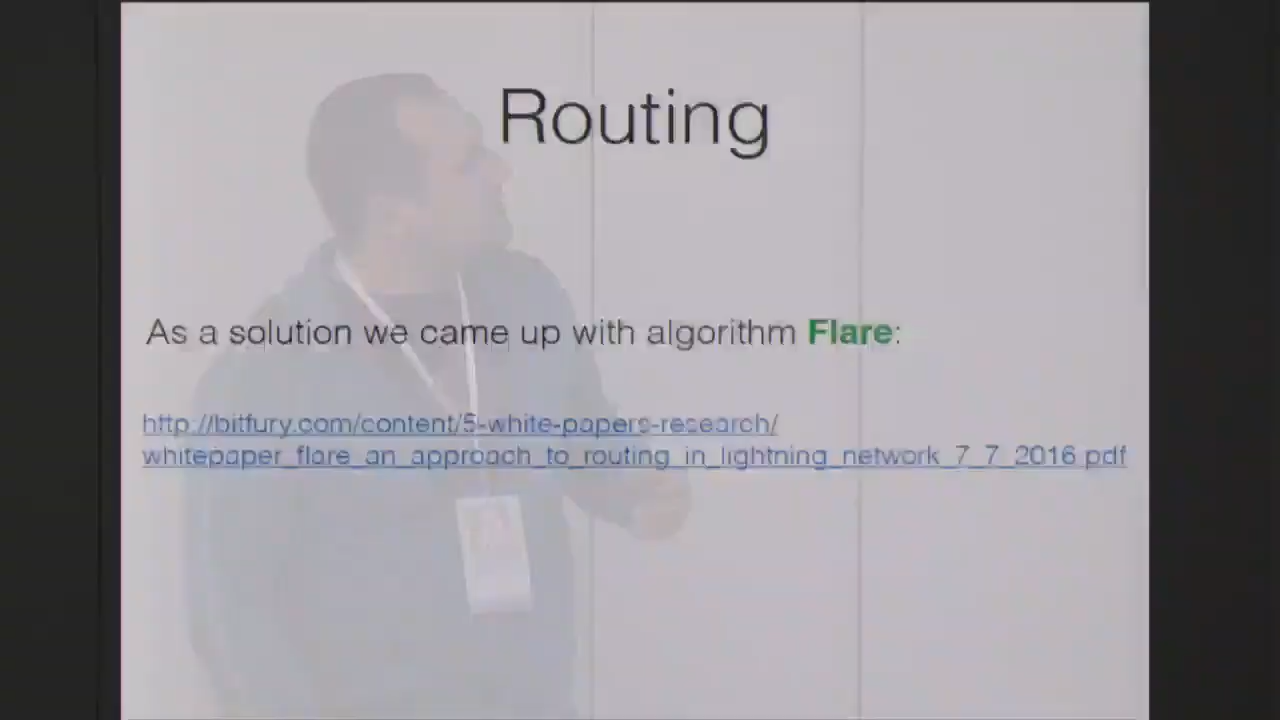 Routing
As a solution we came up with algorithm Flare:
http://bitfury.com/content/5-white-papers-research/
whitepaper_flare_an_approach_to_routing_in_lightning_network_7_7_2016.pdf